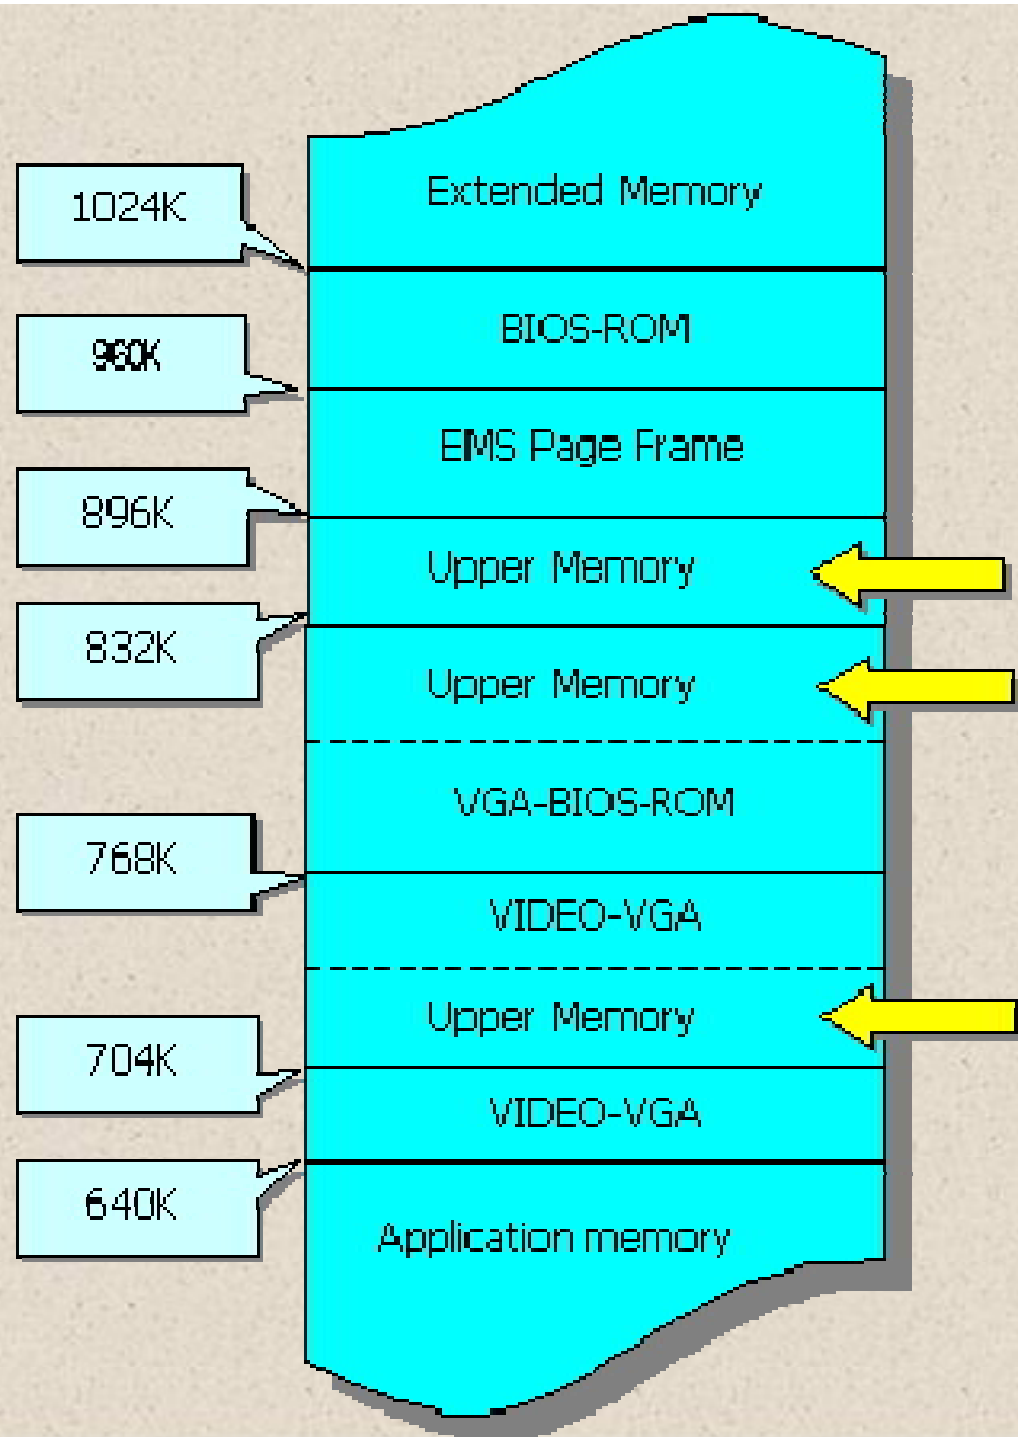 Extended Memory
1024K
BIOS-ROM
960K
EMS Page Frame
896K
Upper Memory
832K
Upper Memory
VGA-BIOS-ROM
768K
VIDEO-VGA
Upper Memory
704K
VIDEO-VGA
640K
Application memory